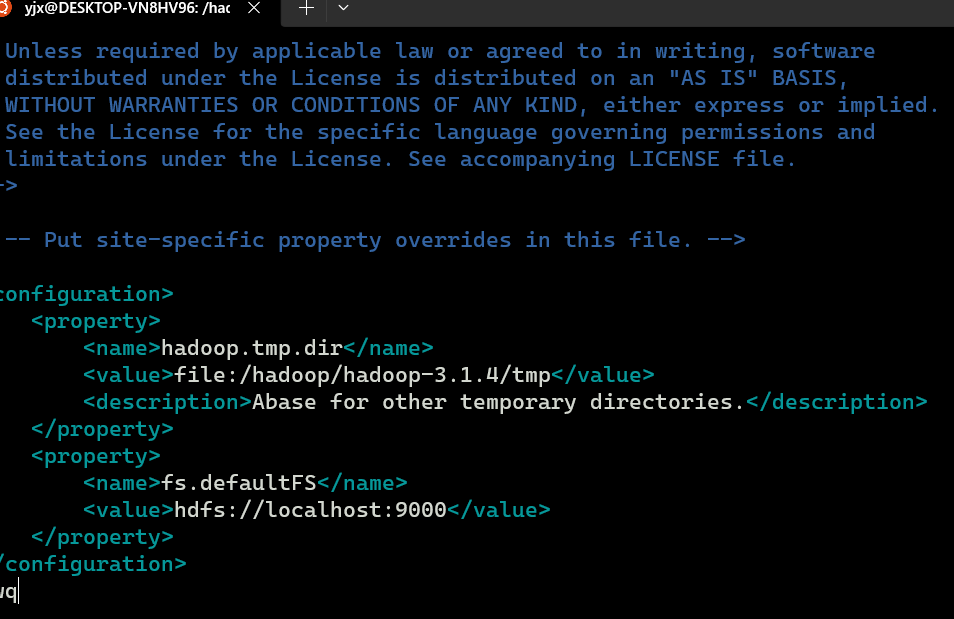 yjx@DESKTOP-VN8HV96: /hac
Unless required by applicable law or agreed to in writing, software
distributed under the License is distributed on an "AS IS" BASIS,
WITHOUT WARRANTIES OR CONDITIONS OF ANY KIND, either express or implied.
See the License for the specific language governing permissions and
limitations under the License. See accompanying LICENSE file.
->
-- Put site-specific property overrides in this file. -->
configuration>
<property>
<name>hadoop.tmp.dir</name>
<value>file:/hadoop/hadoop-3.1.4/tmp</value>
<description>Abase for other temporary directories.</description>
</property>
<property>
<name>fs.defaultFS</name>
<value>hdfs://localhost:9000</value>
</property>
/configuration>
wq